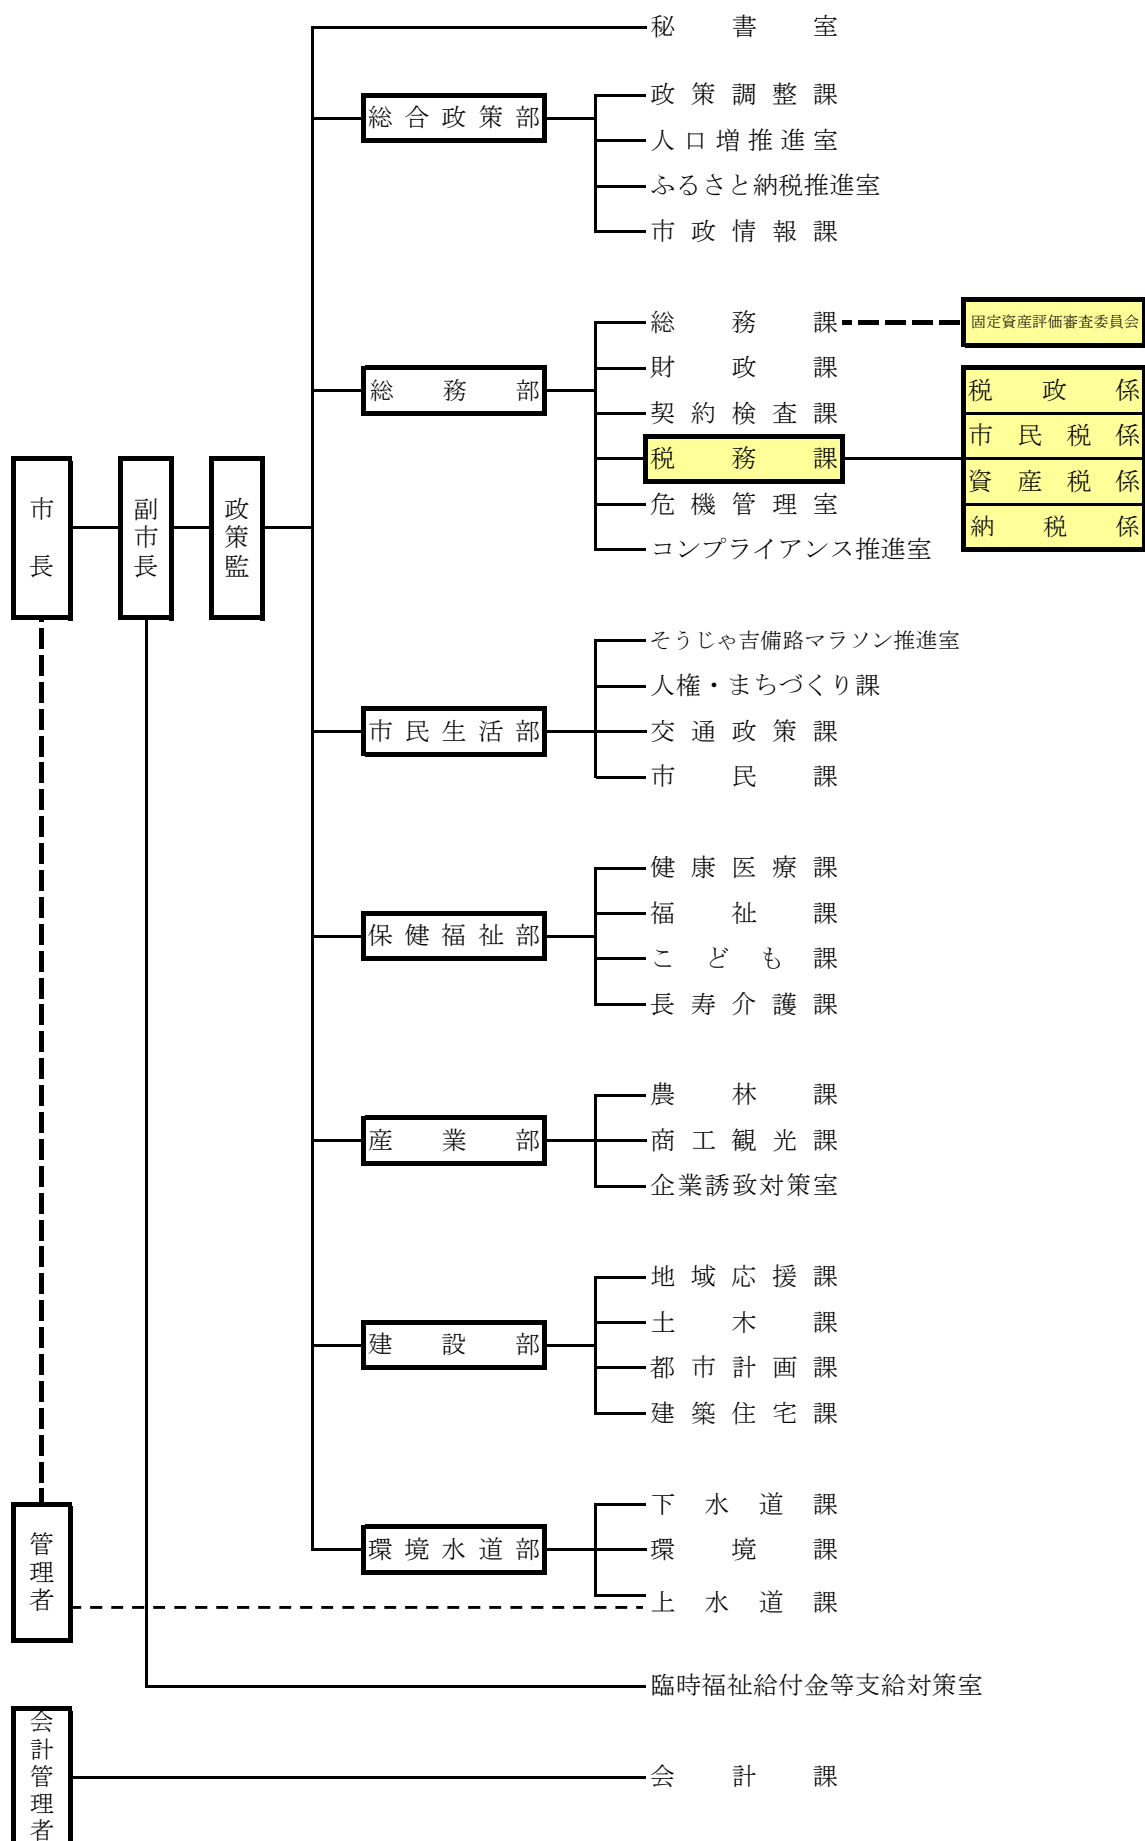 秘書室
総合政策部
政策調整課
人口増推進室
ふるさと納税推進室
市政情報課
総務部
総務課
固定資産評価審査委員会
財政課
契約検査課
税務課
税政係
市民税係
資産税係
納税係
危機管理室
コンプライアンス推進室
市長
副市長
政策監
市民生活部
そうじゃ吉備路マラソン推進室
人権・まちづくり課
交通政策課
市民課
保健福祉部
健康医療課
福祉課
こども課
長寿介護課
産業部
農林課
商工観光課
企業誘致対策室
建設部
地域応援課
土木課
都市計画課
建築住宅課
環境水道部
下水道課
環境課
上水道課
管理者
臨時福祉給付金等支給対策室
会計管理者
会計課